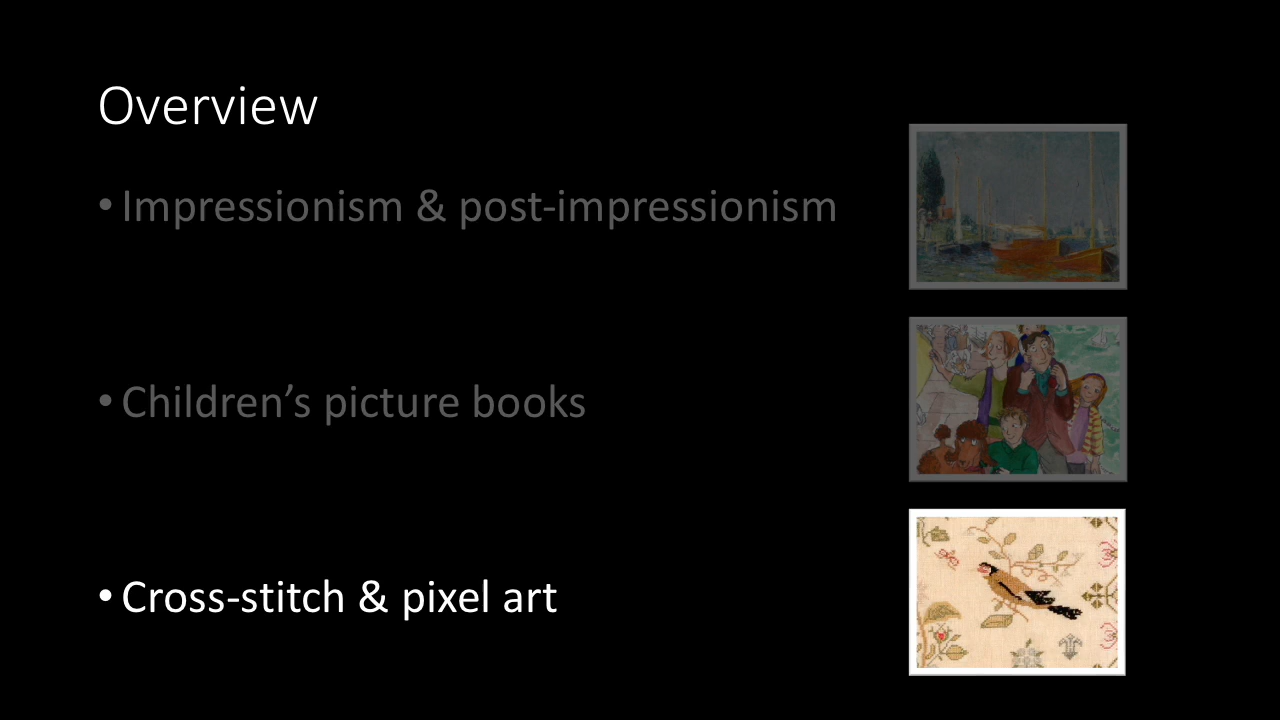 Overview
• Impressionism & post-impressionism
• Children’s picture books
• Cross-stitch & pixel art